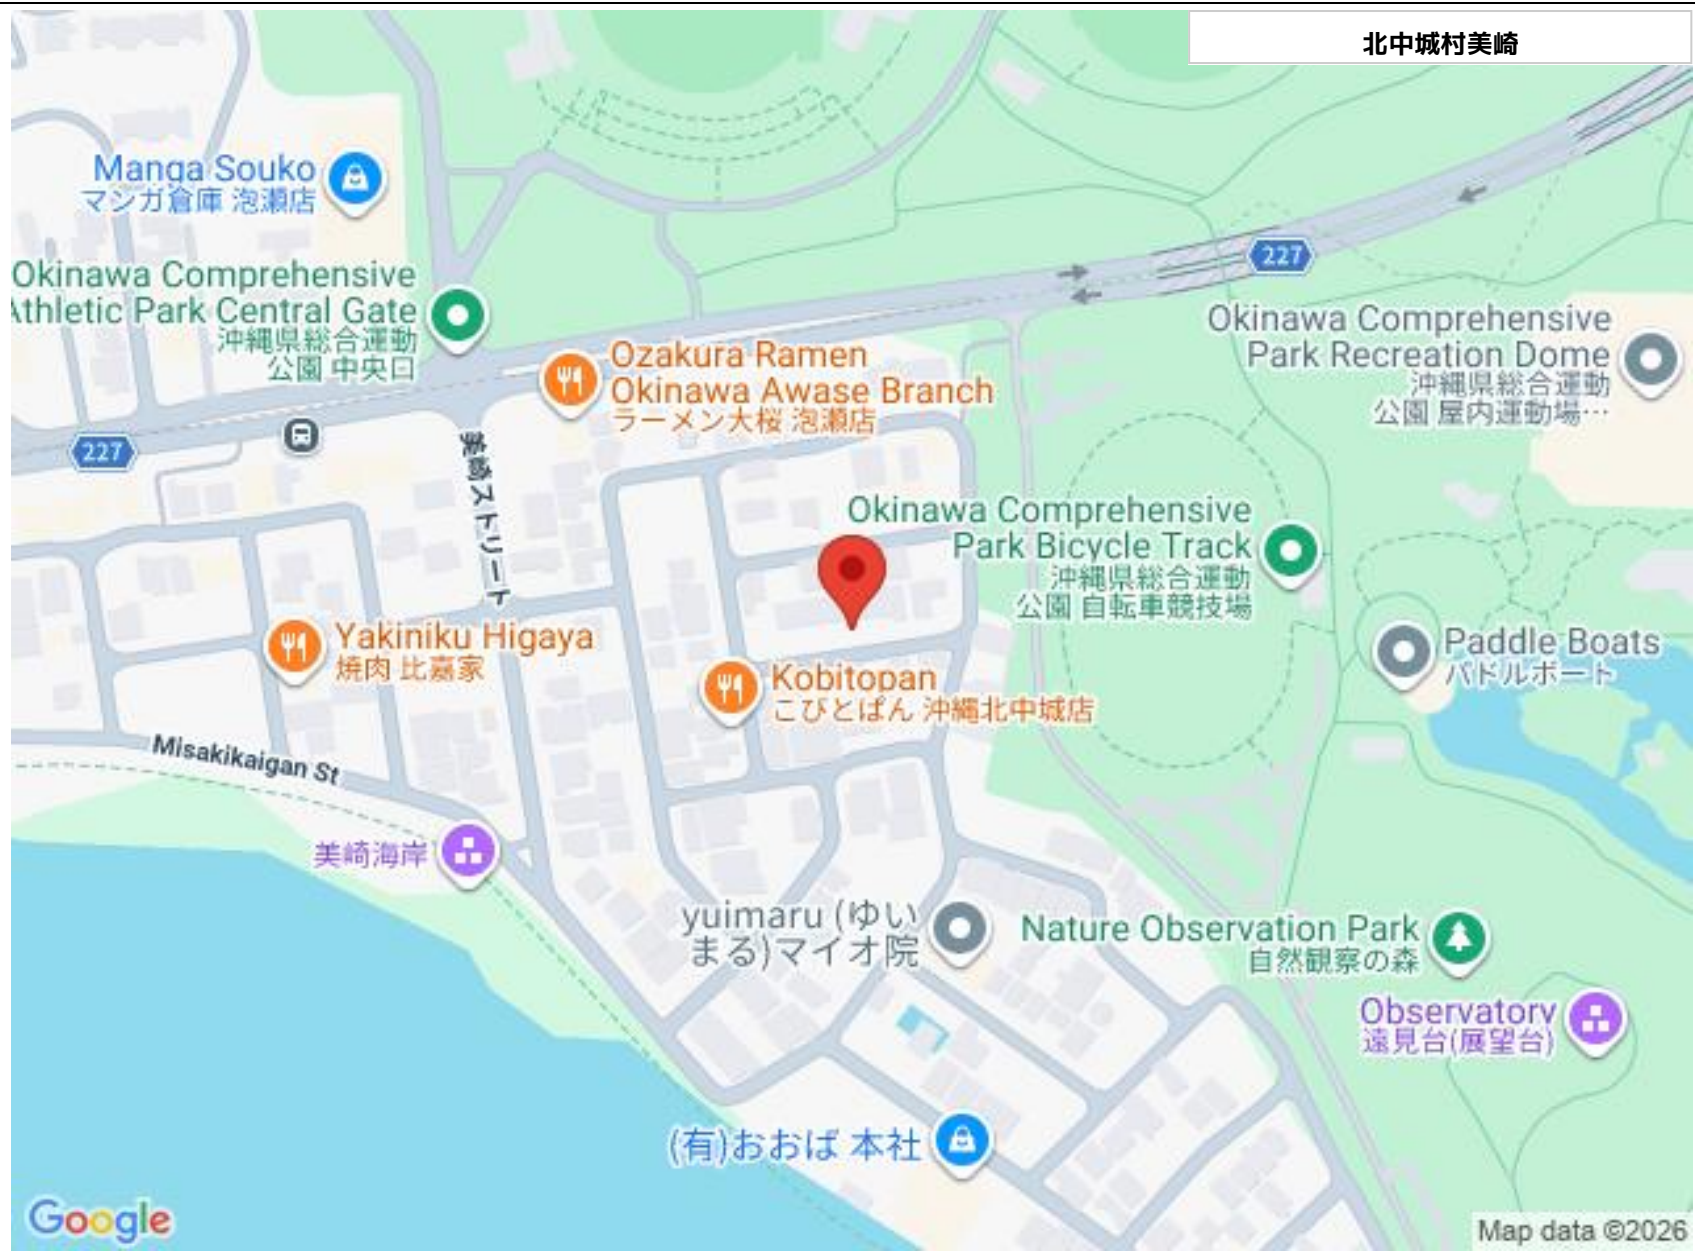 北中城村美崎
Manga Souko
マンガ倉庫 泡瀬店
Okinawa Comprehensive
Athletic Park Central Gate
沖縄県総合運動
公園 中央口
227
Okinawa Comprehensive
Park Recreation Dome
沖縄県総合運動
公園 屋内運動場…
Ozakura Ramen
Okinawa Awase Branch
ラーメン大桜 泡瀬店
227
美崎ストリート
Okinawa Comprehensive
Park Bicycle Track
沖縄県総合運動
公園 自転車競技場
Yakiniku Higaya
焼肉 比嘉家
Paddle Boats
パドルボート
Kobitopan
こびとぱん 沖縄北中城店
Misakikaigan St
美崎海岸
yuimaru (ゆい
まる)マイオ院
Nature Observation Park
自然観察の森
Observatory
遠見台(展望台)
(有)おおば 本社
Google
Map data ©2026